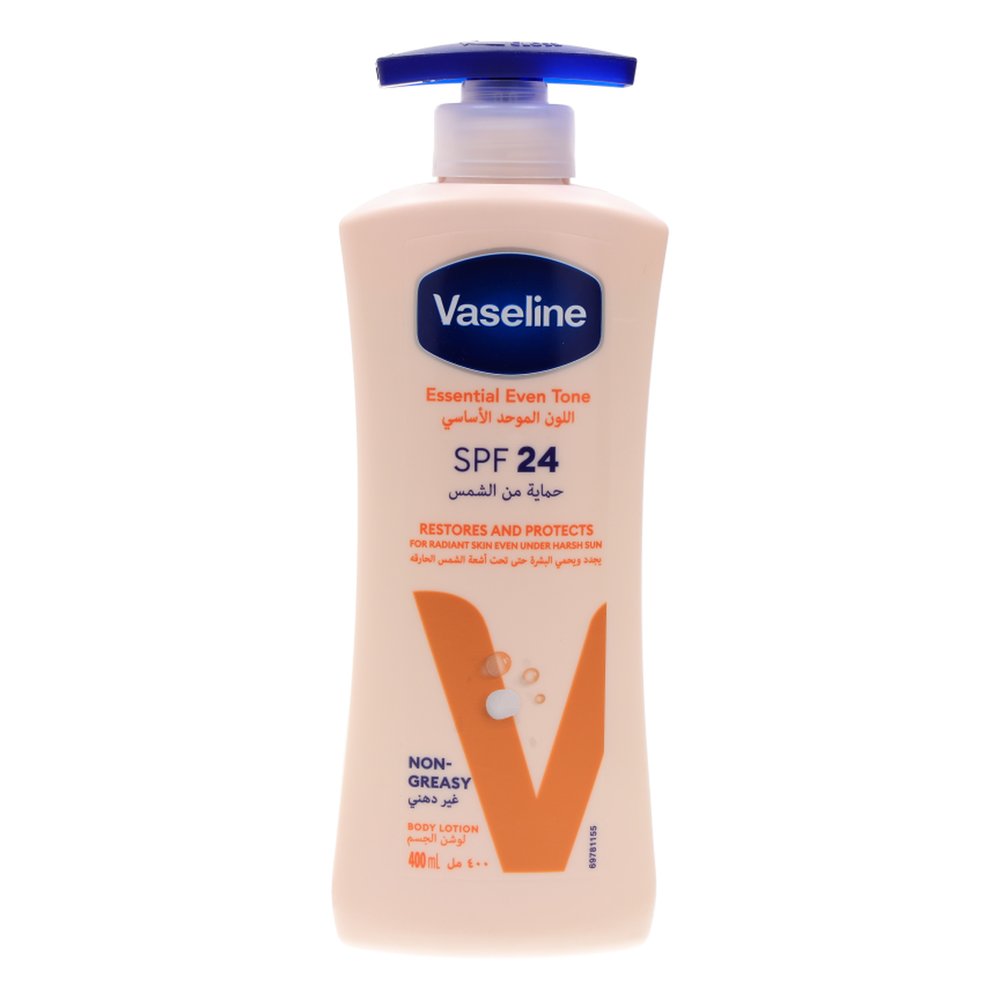 Vaseline
Essential Even Tone
اللون الموحد الأساسي
SPF 24
حماية من الشمس
RESTORES AND PROTECTS
FOR RADIANT SKIN EVEN UNDER HARSH SUN
يجدد ويحمي البشرة حتى تحت أشعة الشمس الحارقه
NON-
GREASY
غير دهني
BODY LOTION
لوشن الجسم
400 mL ٤٠٠ مل
69781155